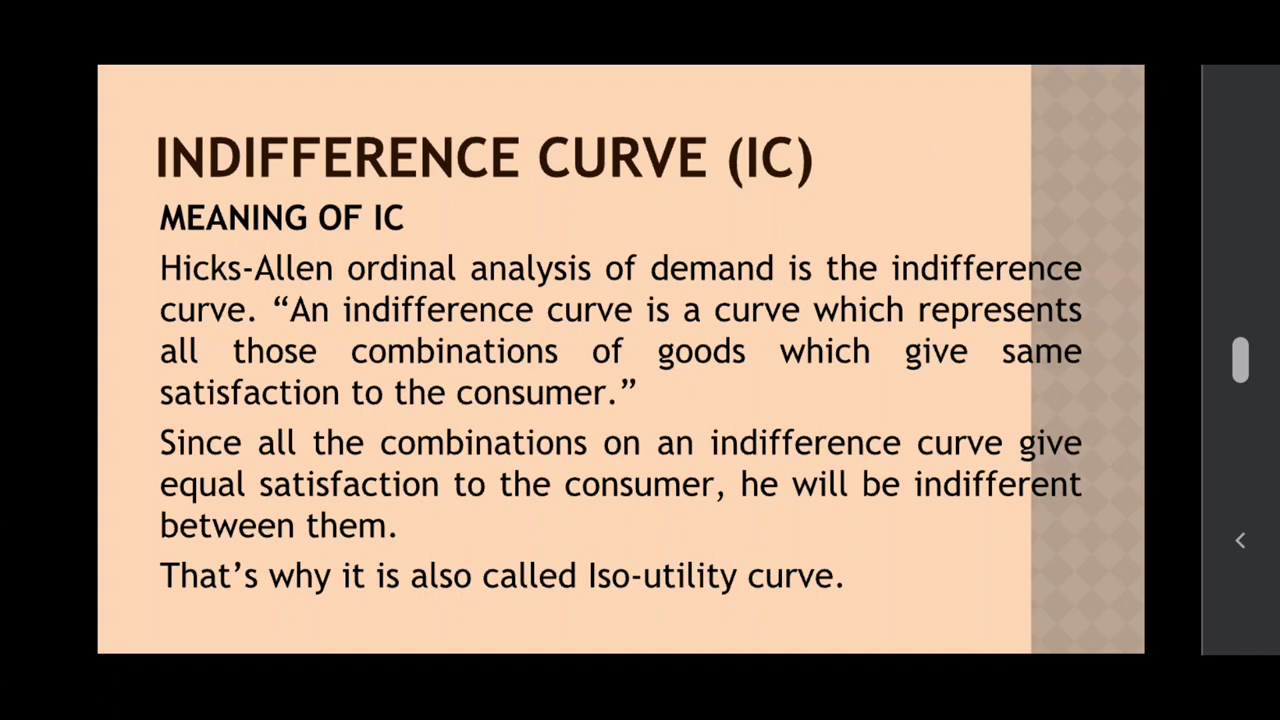 INDIFFERENCE CURVE (IC)
MEANING OF IC
Hicks-Allen ordinal analysis of demand is the indifference
curve. “An indifference curve is a curve which represents
all those combinations of goods which give same
satisfaction to the consumer.”
Since all the combinations on an indifference curve give
equal satisfaction to the consumer, he will be indifferent
between them.
That’s why it is also called Iso-utility curve.